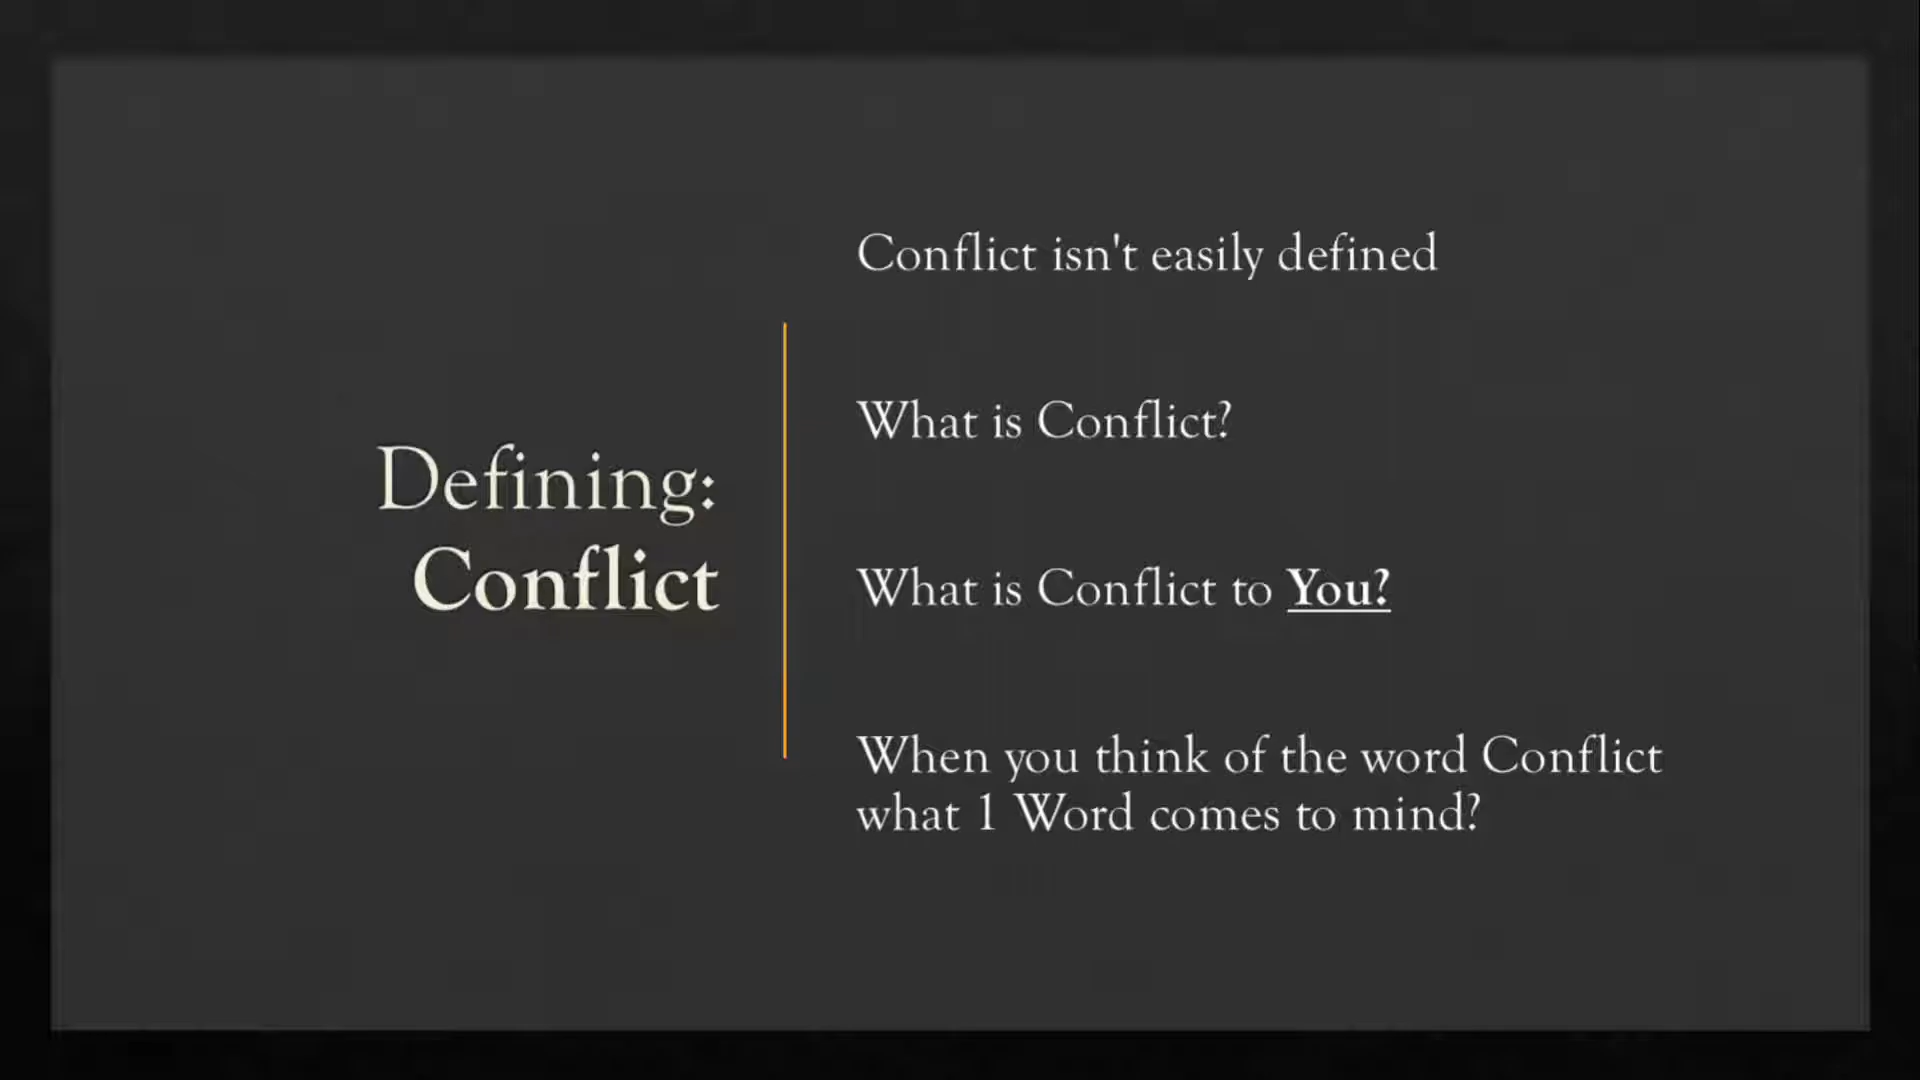 Defining:
Conflict
Conflict isn't easily defined
What is Conflict?
What is Conflict to You?
When you think of the word Conflict
what 1 Word comes to mind?